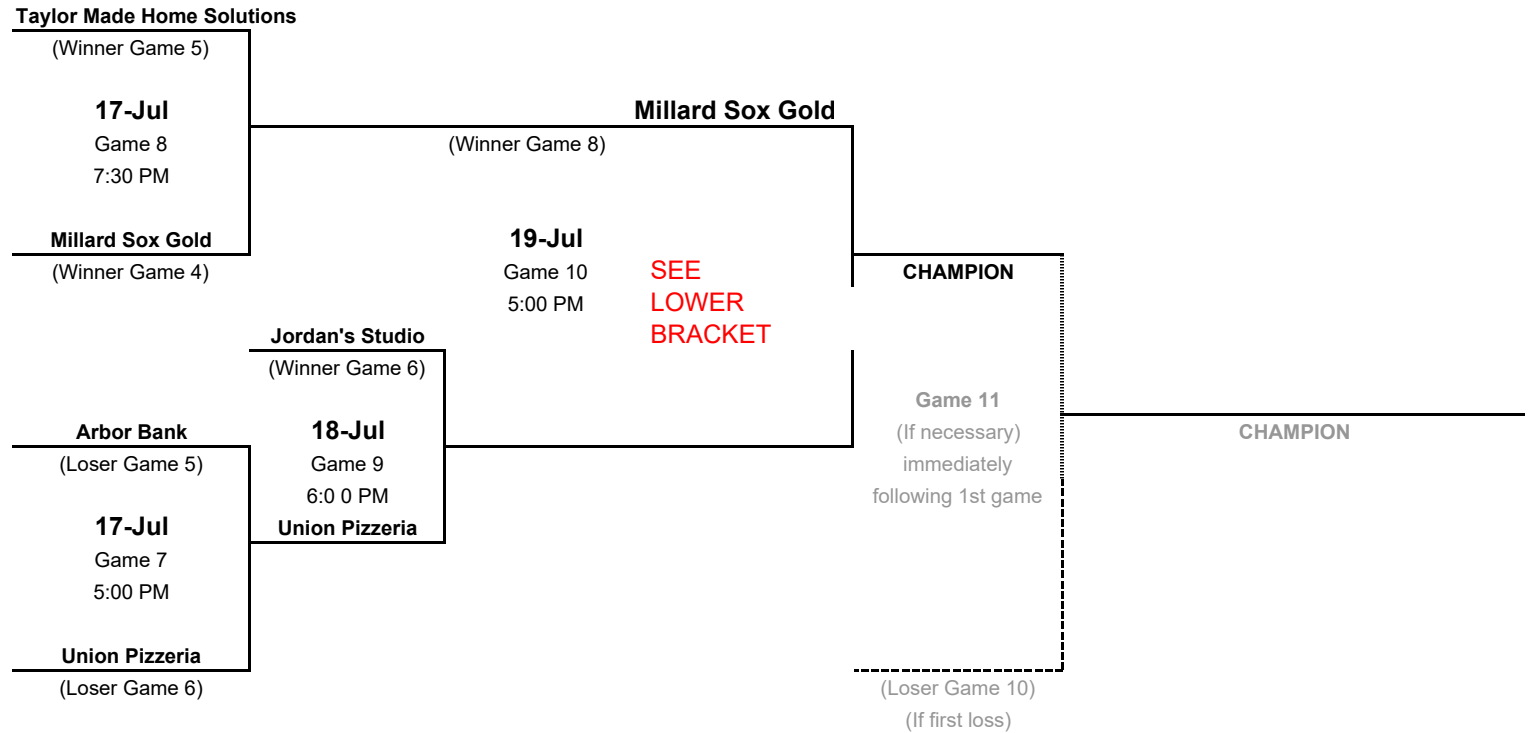 Taylor Made Home Solutions
(Winner Game 5)
17-Jul
Game 8
7:30 PM
Millard Sox Gold
(Winner Game 4)
Millard Sox Gold
(Winner Game 8)
19-Jul
Game 10
5:00 PM
SEE
LOWER
BRACKET
CHAMPION
Jordan's Studio
(Winner Game 6)
18-Jul
Game 9
6:0 0 PM
Union Pizzeria
Arbor Bank
(Loser Game 5)
17-Jul
Game 7
5:00 PM
Union Pizzeria
(Loser Game 6)
Game 11
(If necessary)
immediately
following 1st game
CHAMPION
(Loser Game 10)
(If first loss)